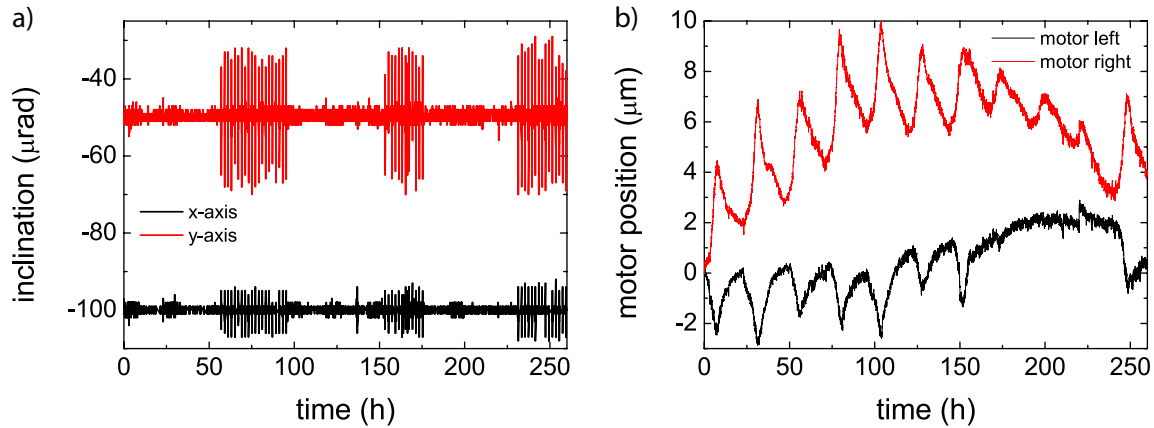 a)
inclination (μrad)
-40
-60
-80
-100
x-axis
y-axis
0 50 100 150 200 250
time (h)
b)
motor position (μm)
10
8
6
4
2
0
-2
motor left
motor right
0 50 100 150 200 250
time (h)